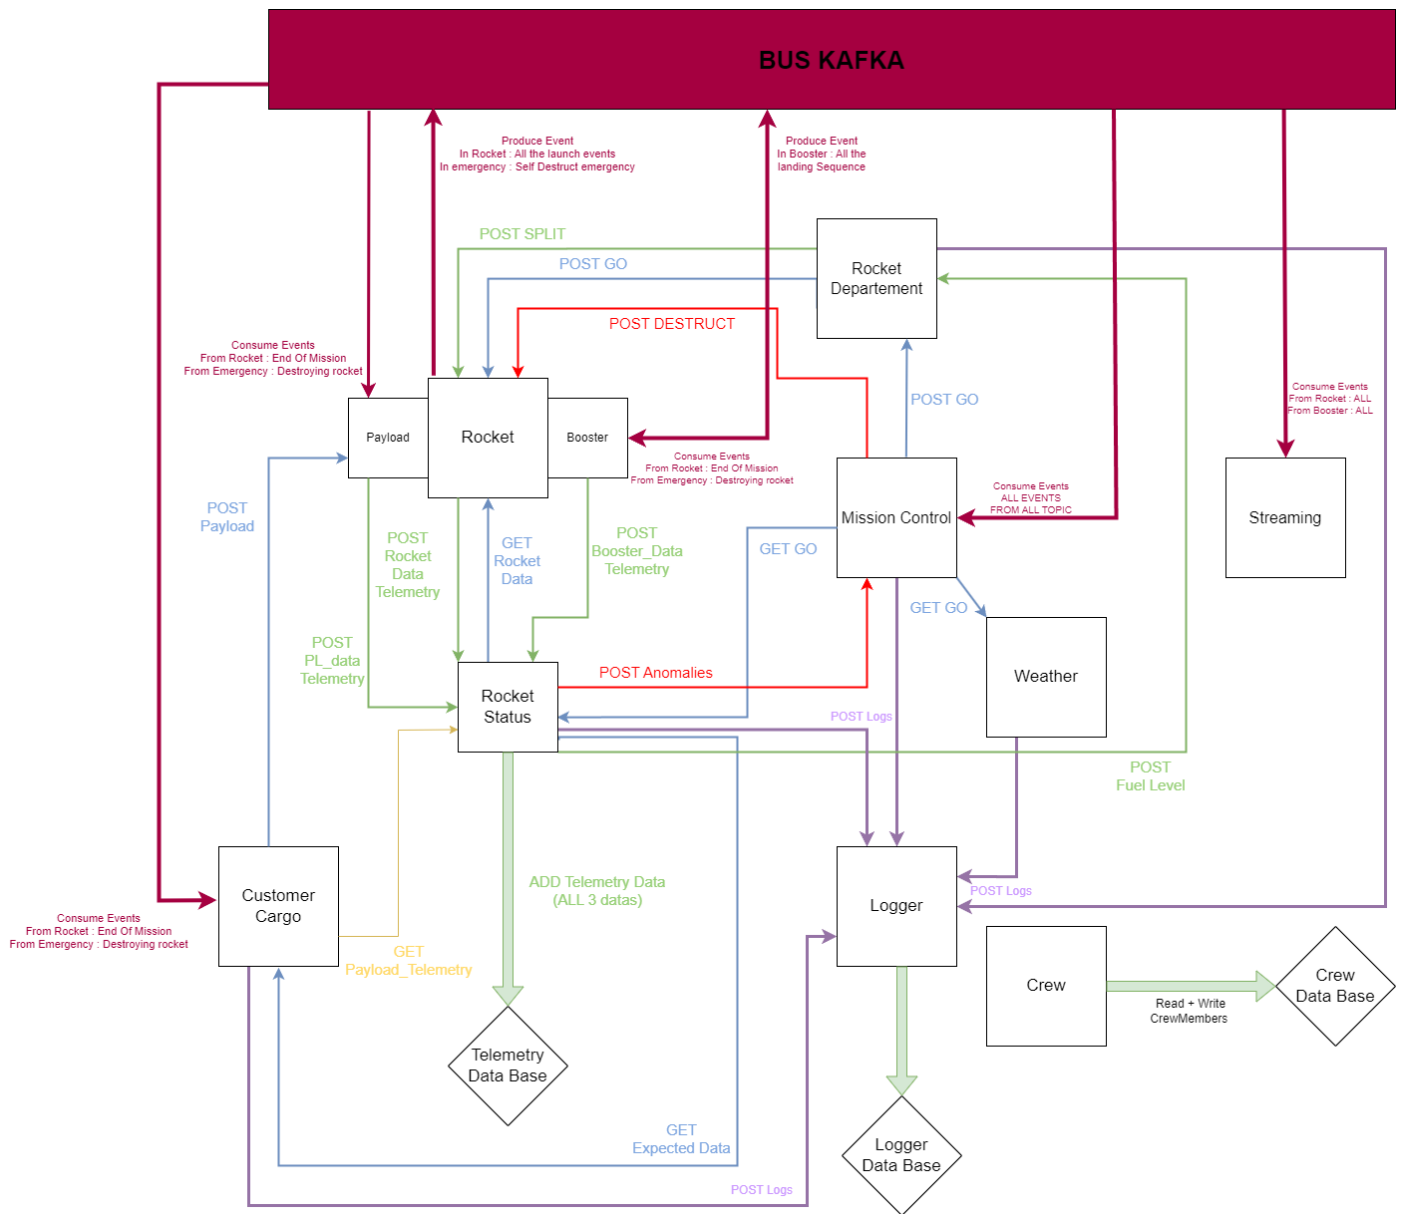 BUS KAFKA
Produce Event
In Rocket : All the launch events
In emergency : Self Destruct emergency
Produce Event
In Booster : All the
landing Sequence
POST SPLIT
POST GO
Rocket
Departement
POST DESTRUCT
Consume Events
From Rocket : End Of Mission
From Emergency : Destroying rocket
Payload
Rocket
Booster
POST GO
Consume Events
From Rocket : ALL
From Booster : ALL
Consume Events
From Rocket : End Of Mission
From Emergency : Destroying rocket
Mission Control
Consume Events
ALL EVENTS
FROM ALL TOPIC
Streaming
POST
Payload
POST
Rocket
Data
Telemetry
GET
Rocket
Data
POST
Booster_Data
Telemetry
GET GO
GET GO
POST
PL_data
Telemetry
Rocket
Status
POST Anomalies
Weather
POST Logs
POST
Fuel Level
Customer
Cargo
ADD Telemetry Data
(ALL 3 datas)
Logger
POST Logs
Consume Events
From Rocket : End Of Mission
From Emergency : Destroying rocket
GET
Payload_Telemetry
Crew
Read + Write
CrewMembers
Crew
Data Base
Telemetry
Data Base
GET
Expected Data
Logger
Data Base
POST Logs